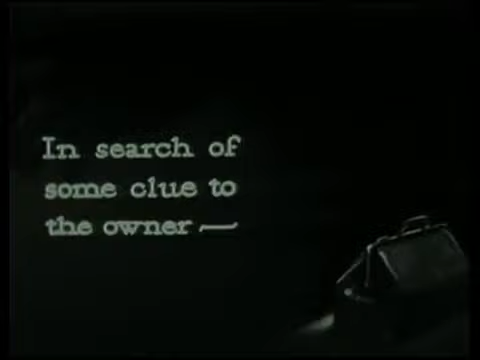 In search of
some clue to
the owner —